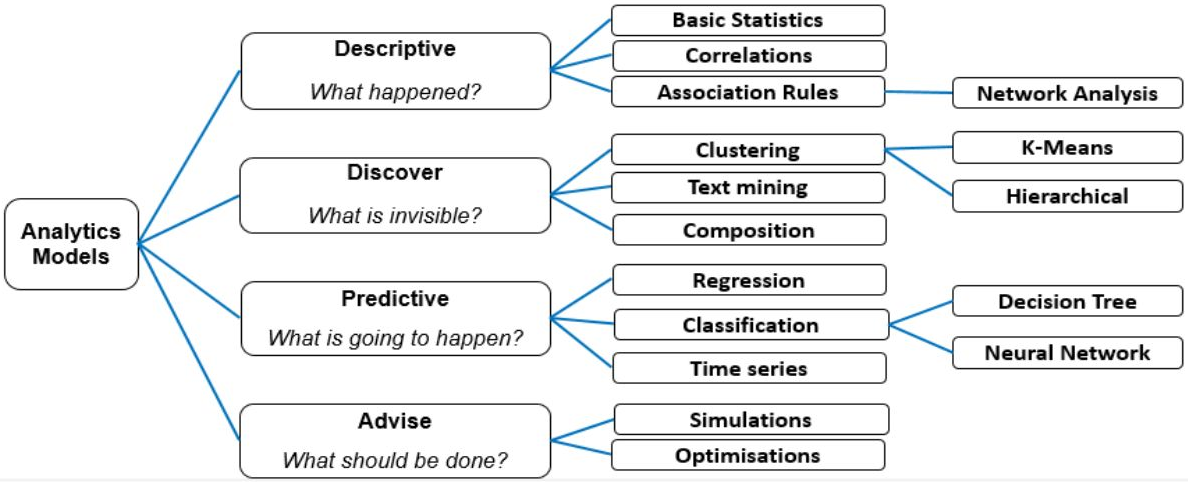 Analytics
Models
Descriptive
What happened?
Basic Statistics
Correlations
Association Rules
Network Analysis
Discover
What is invisible?
Clustering
K-Means
Hierarchical
Text mining
Composition
Predictive
What is going to happen?
Regression
Classification
Decision Tree
Neural Network
Time series
Advise
What should be done?
Simulations
Optimisations